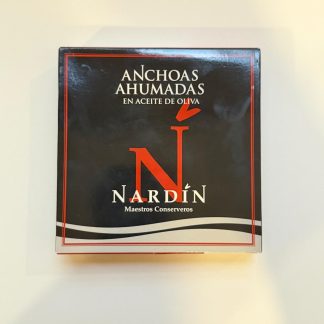 ANCHOAS
AHUMADAS
EN ACEITE DE OLIVA
Ń
NARDÍN
Maestros Conserveros